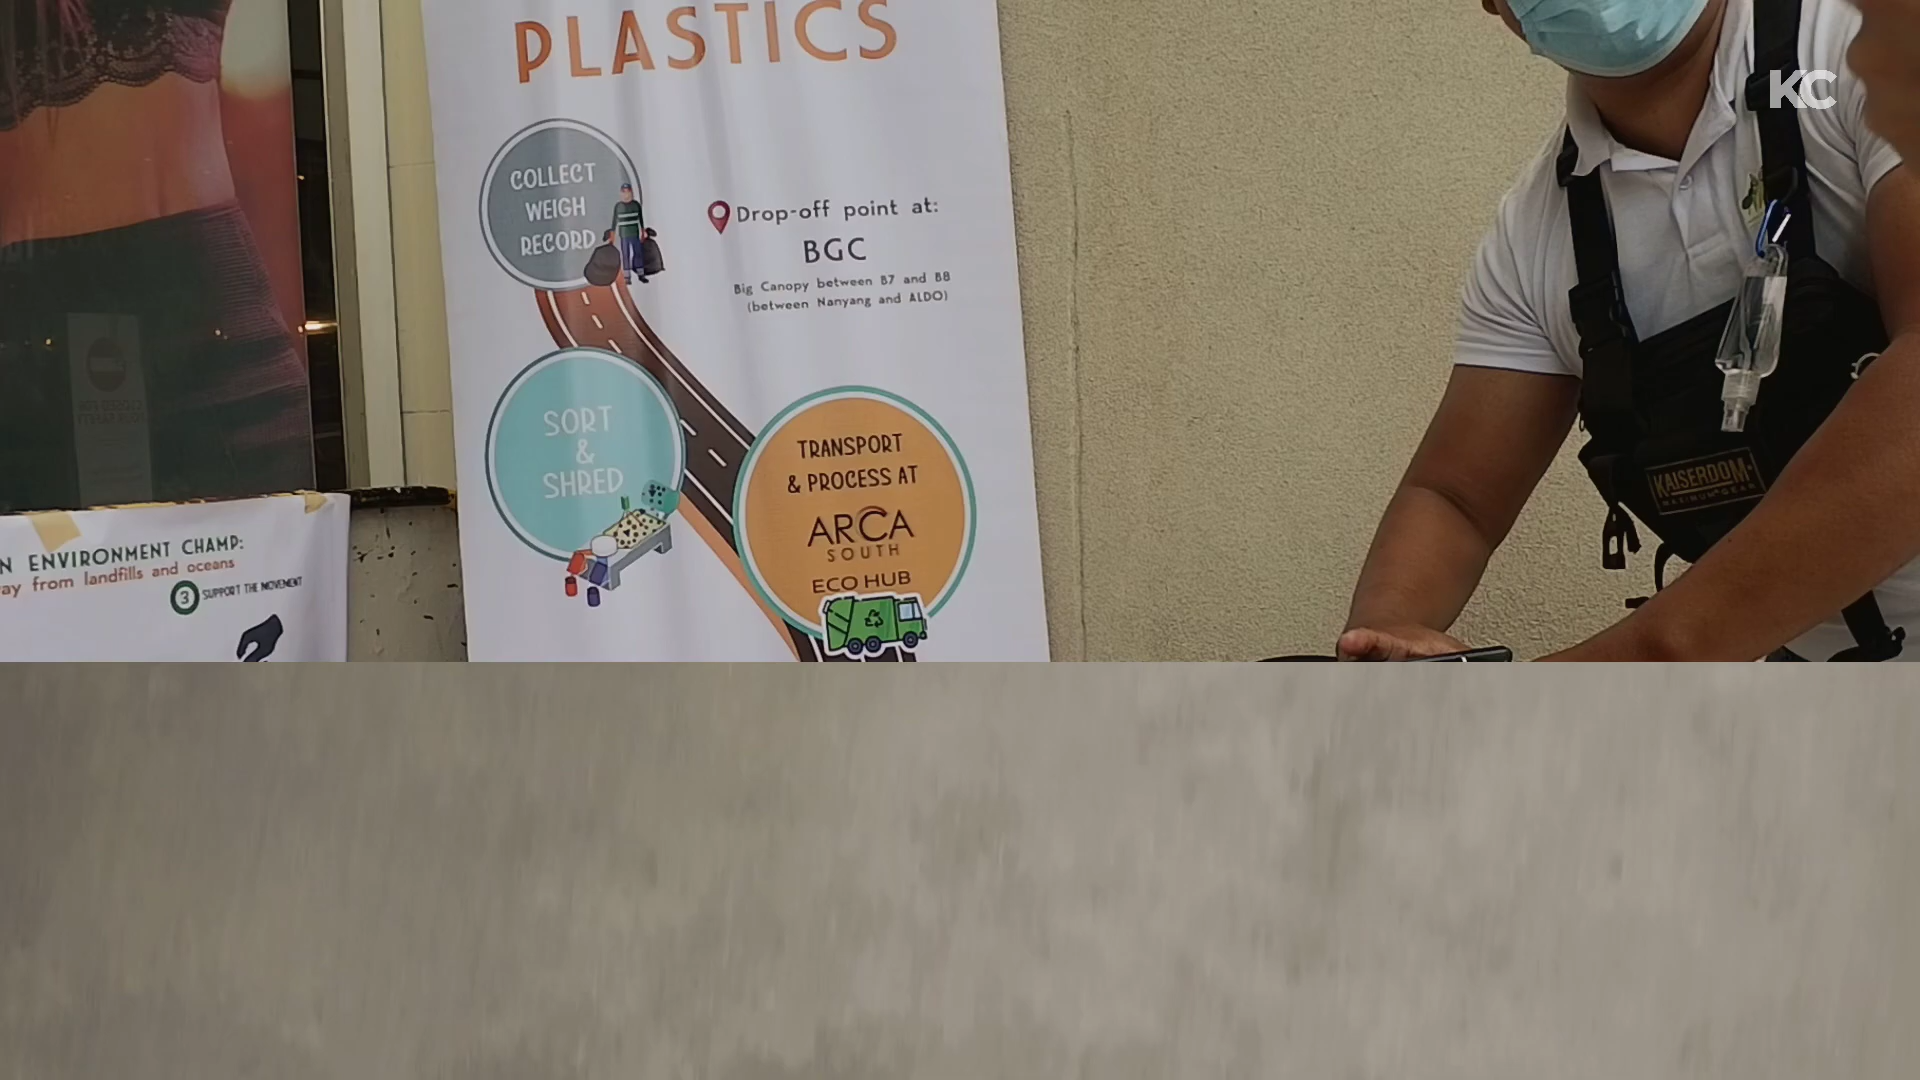 PLASTICS
COLLECT
WEIGH
RECORD
Drop-off point at:
BGC
Big Canopy between B7 and B8
(between Nanyang and ALDO)
SORT
&
SHRED
TRANSPORT
& PROCESS AT
ARCA
SOUTH
ECO HUB
N ENVIRONMENT CHAMP:
ay from landfills and oceans
3 SUPPORT THE MOVEMENT
KAISERDOM
MAXIMUM GEAR
KC